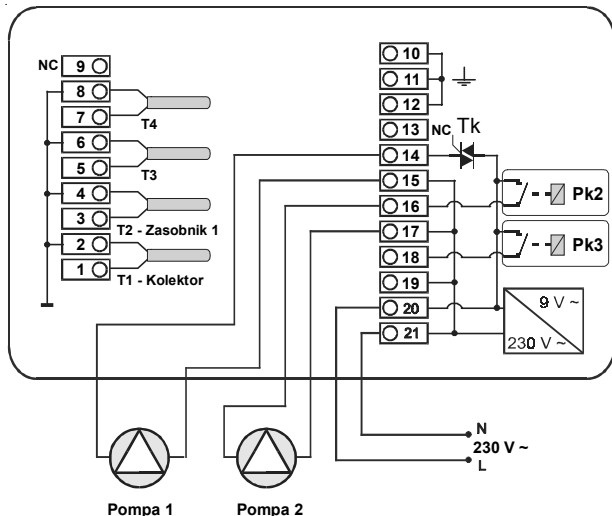 NC 9
8
7
T4
6
5
T3
4
3
T2 - Zasobnik 1
2
1
T1 - Kolektor
10
11
12
13
NC Tk
14
15
16
Pk2
17
18
Pk3
19
20
21
9 V ~
230 V ~
N
230 V ~
L
Pompa 1
Pompa 2